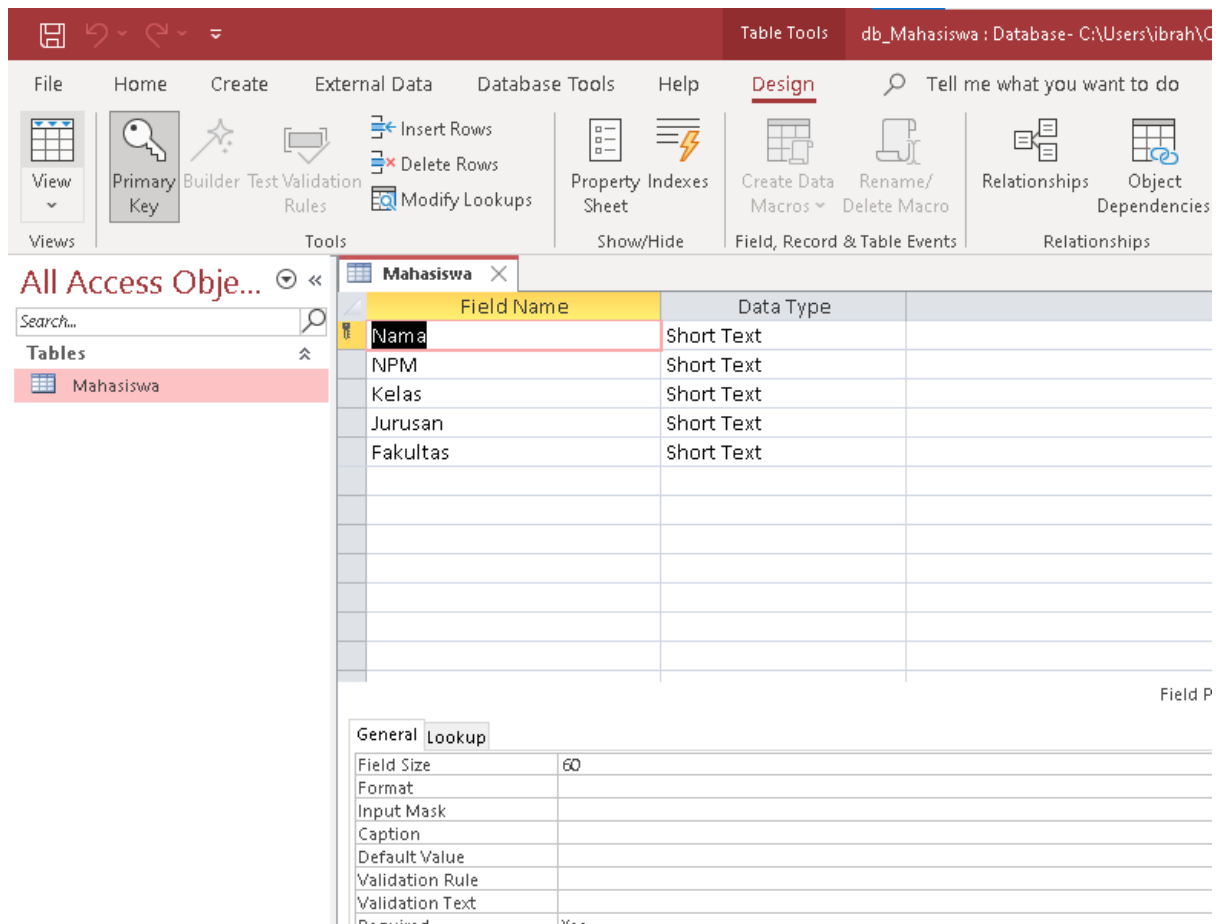 Table Tools db_Mahasiswa : Database- C:\Users\ibrah\
File Home Create External Data Database Tools Help Design Tell me what you want to do
View
Primary Key
Builder
Test Validation Rules
Insert Rows
Delete Rows
Modify Lookups
Property Sheet
Indexes
Create Data Macros
Rename/ Delete Macro
Relationships
Object Dependencies
Views Tools Show/Hide Field, Record & Table Events Relationships
All Access Obje... «
Search...
Tables
Mahasiswa
Mahasiswa
Field Name Data Type
Nama Short Text
NPM Short Text
Kelas Short Text
Jurusan Short Text
Fakultas Short Text
Field P
General Lookup
Field Size 60
Format
Input Mask
Caption
Default Value
Validation Rule
Validation Text
Required Yes